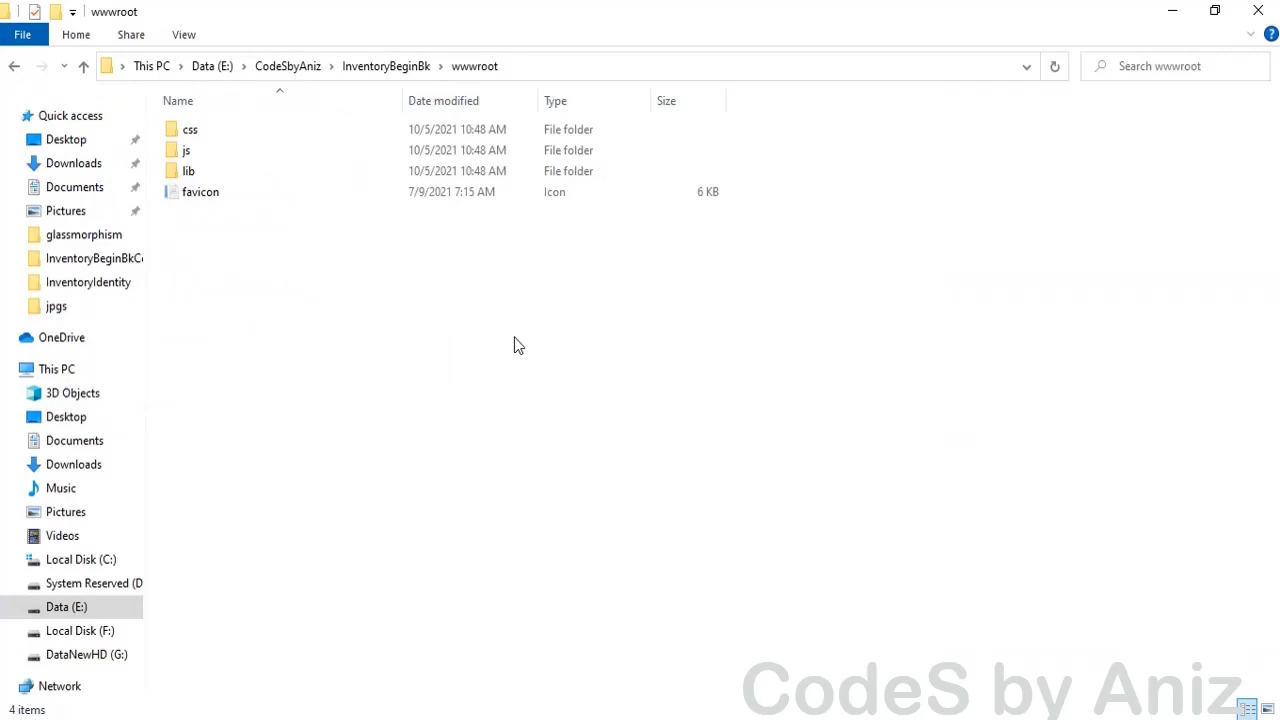 wwwroot
File Home Share View
This PC Data (E:) CodeSbyAniz InventoryBeginBk wwwroot Search wwwroot
Name Date modified Type Size
css 10/5/2021 10:48 AM File folder
js 10/5/2021 10:48 AM File folder
lib 10/5/2021 10:48 AM File folder
favicon 7/9/2021 7:15 AM Icon 6 KB
Quick access
Desktop
Downloads
Documents
Pictures
glassmorphism
InventoryBeginBkC
InventoryIdentity
jpgs
OneDrive
This PC
3D Objects
Desktop
Documents
Downloads
Music
Pictures
Videos
Local Disk (C:)
System Reserved (D
Data (E:)
Local Disk (F:)
DataNewHD (G:)
Network
4 items
CodeS by Aniz